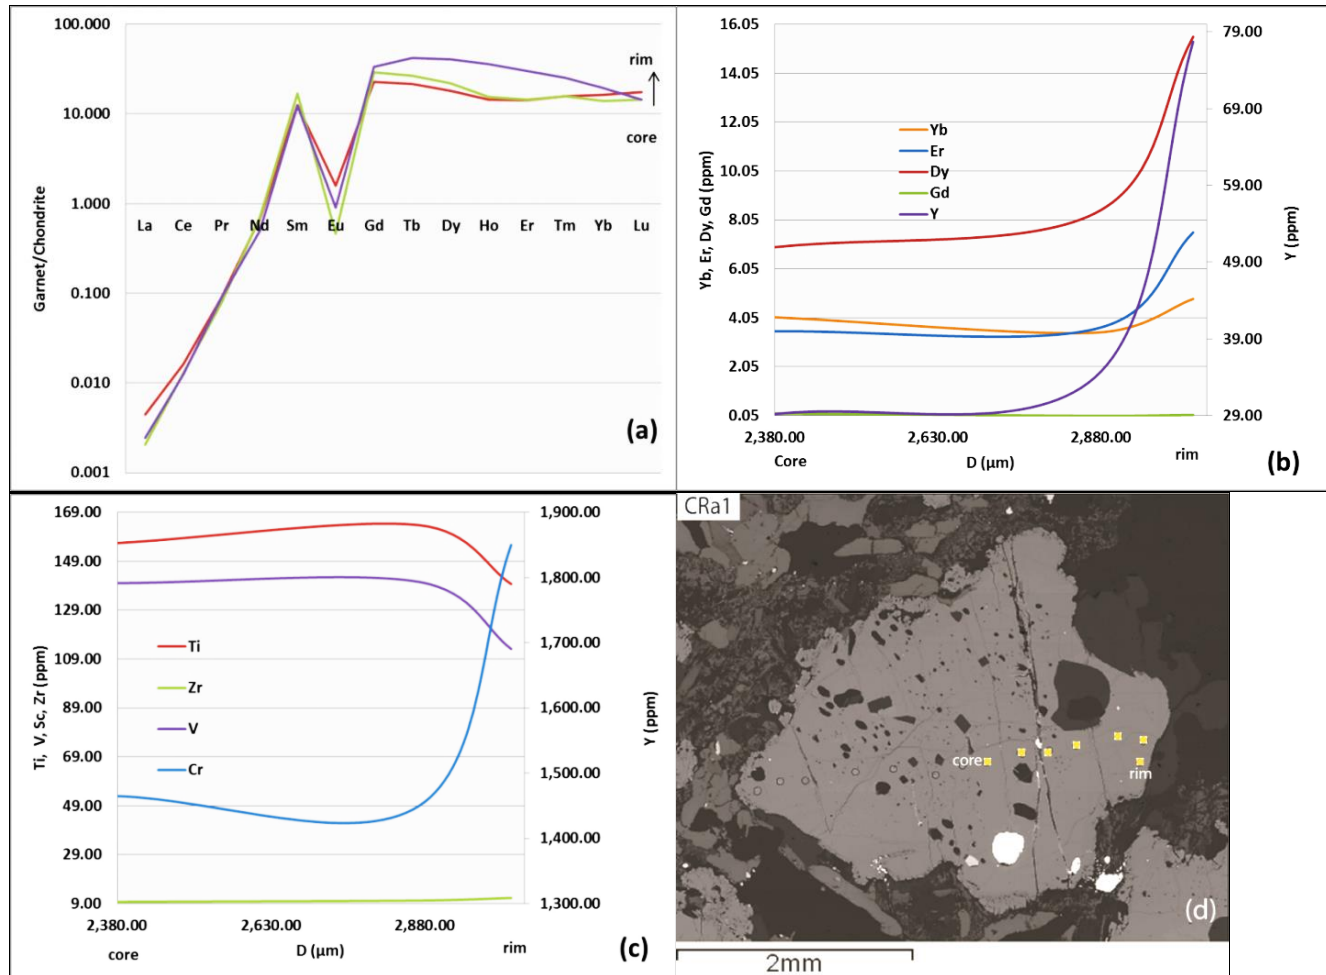 100.000
10.000
1.000
0.100
0.010
0.001
Garnet/Chondrite
La Ce Pr Nd Sm Eu Gd Tb Dy Ho Er Tm Yb Lu
rim
core
(a)
16.05
14.05
12.05
10.05
8.05
6.05
4.05
2.05
0.05
Yb, Er, Dy, Gd (ppm)
Yb
Er
Dy
Gd
Y
79.00
69.00
59.00
49.00
39.00
29.00
Y (ppm)
2,380.00 2,630.00 2,880.00
Core D (µm) rim
(b)
169.00
149.00
129.00
109.00
89.00
69.00
49.00
29.00
9.00
Ti, V, Sc, Zr (ppm)
Ti
Zr
V
Cr
1,900.00
1,800.00
1,700.00
1,600.00
1,500.00
1,400.00
1,300.00
Y (ppm)
2,380.00 2,630.00 2,880.00
core D (µm) rim
(c)
CRa1
core
rim
(d)
2mm